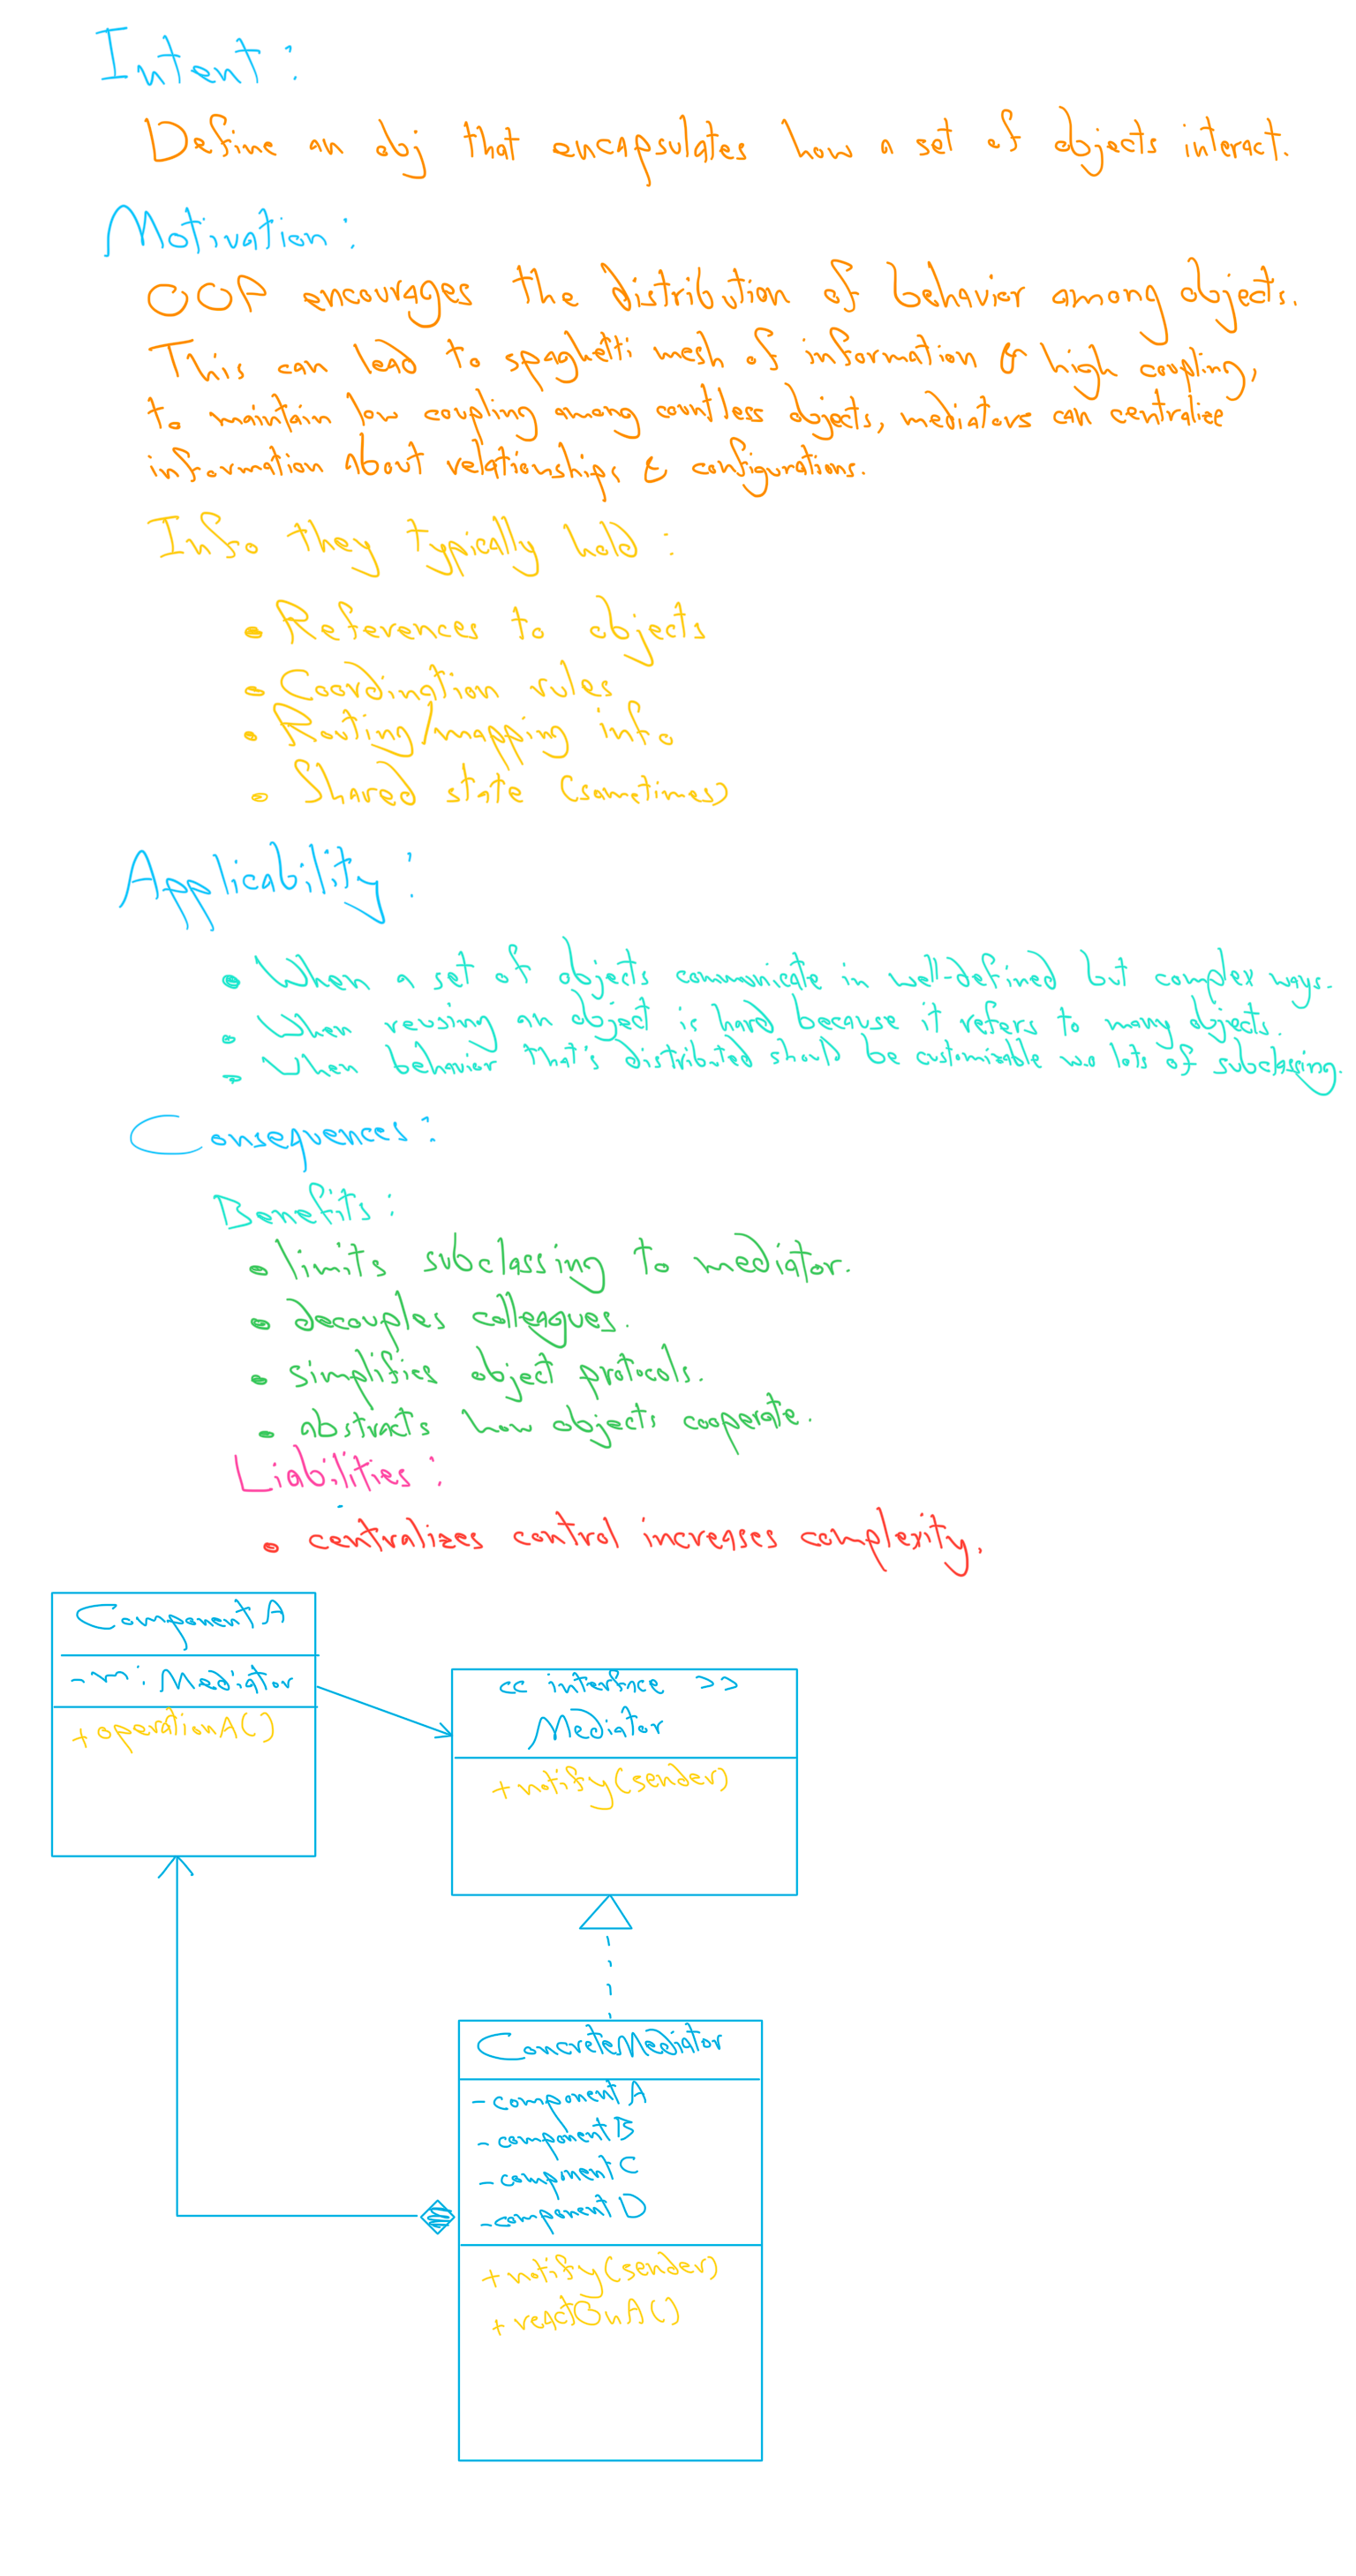 Intent:
Define an obj that encapsulates how a set of objects interact.
Motivation:
OOP encourages the distribution of behavior among objects.
This can lead to spaghetti mesh of information & high coupling,
to maintain low coupling among countless objects, mediators can centralize
information about relationships & configurations.
Info they typically hold:
• References to objects
• Coordination rules
• Routing/mapping info
• Shared state (sometimes)
Applicability:
• When a set of objects communicate in well-defined but complex ways.
• When reusing an object is hard because it refers to many objects.
• When behavior that's distributed should be customizable w.o lots of subclassing.
Consequences:
Benefits:
• limits subclassing to mediator.
• decouples colleagues.
• simplifies object protocols.
• abstracts how objects cooperate.
Liabilities:
• centralizes control increases complexity.
ComponentA
- m: Mediator
+ operationA()
<< interface >>
Mediator
+ notify(sender)
ConcreteMediator
- componentA
- componentB
- componentC
- componentD
+ notify(sender)
+ reactOnA()